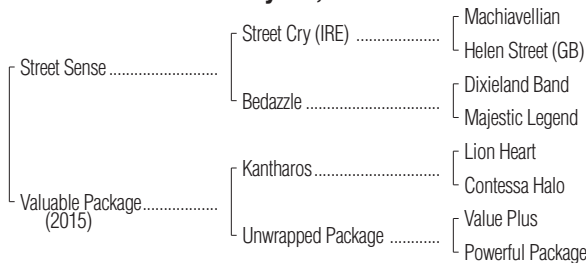 Machiavellian
Street Cry (IRE) ..................
Helen Street (GB)
Street Sense ........................
Dixieland Band
Bedazzle ..............................
Majestic Legend
Lion Heart
Kantharos..............................
Contessa Halo
Valuable Package................
(2015)
Value Plus
Unwrapped Package ............
Powerful Package